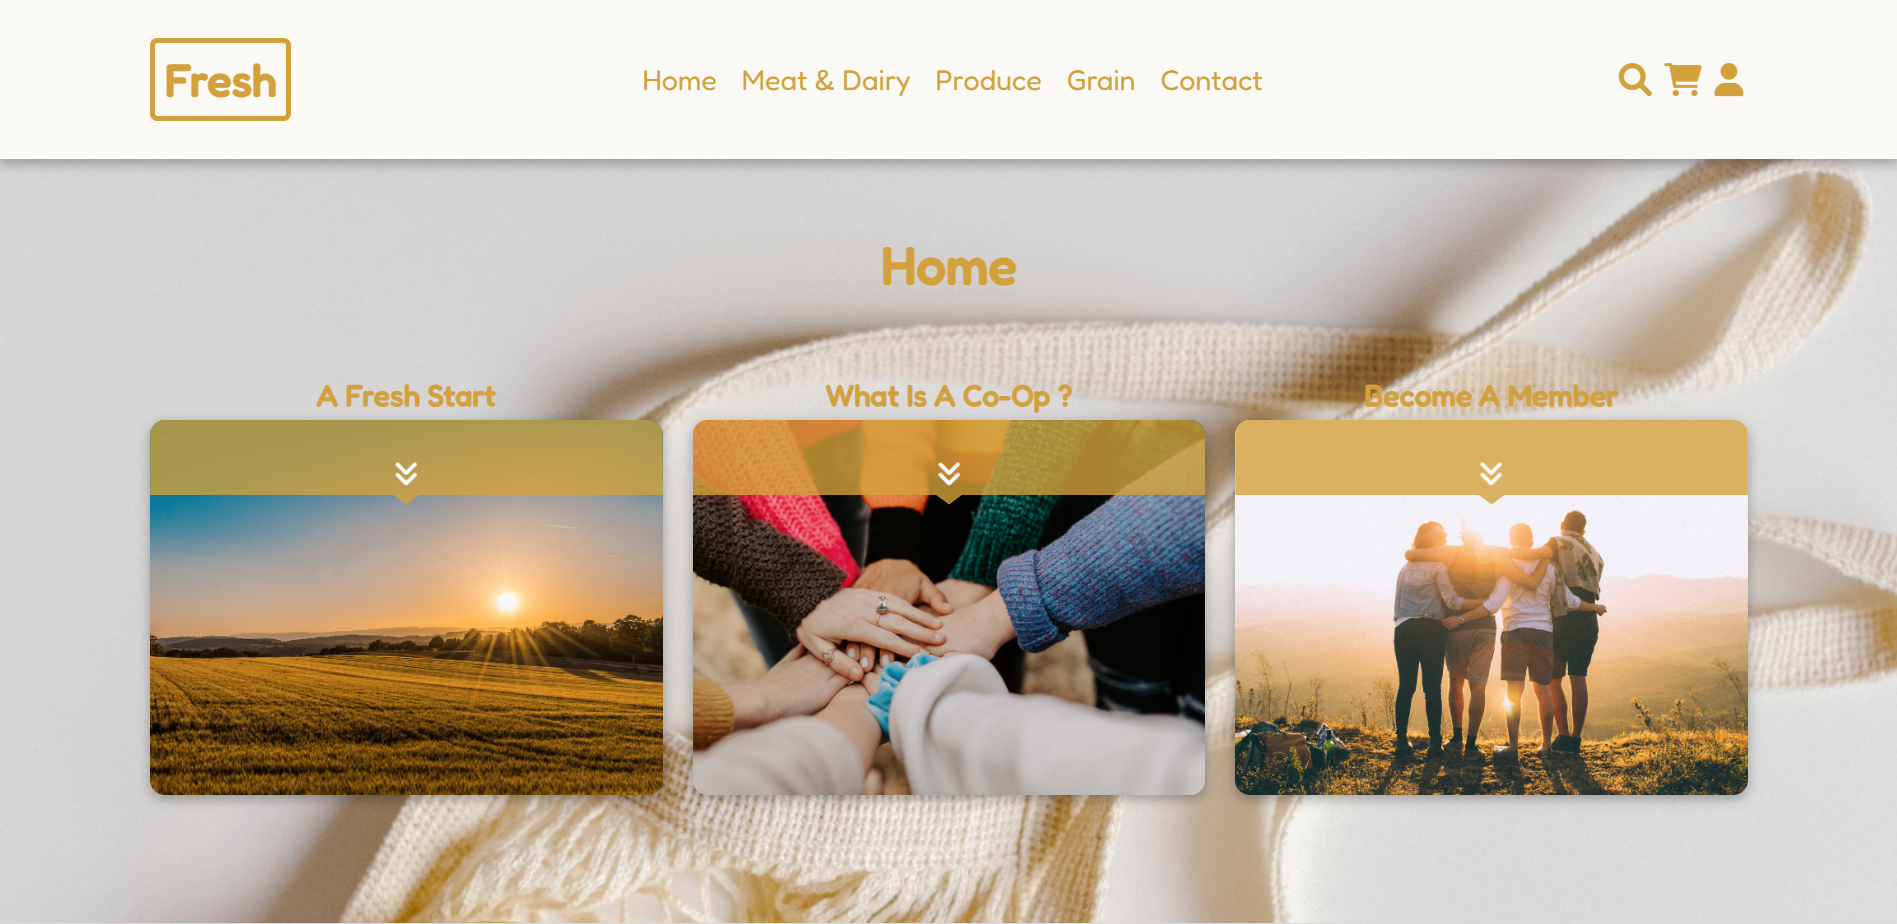 Fresh
Home Meat & Dairy Produce Grain Contact
Home
A Fresh Start
What Is A Co-Op ?
Become A Member